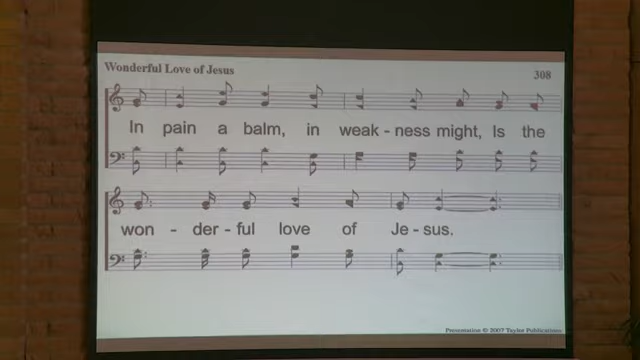 Wonderful Love of Jesus
308
In pain a balm, in weak - ness might, Is the
won - der - ful love of Je - sus.
Presentation © 2007 Taylor Publications